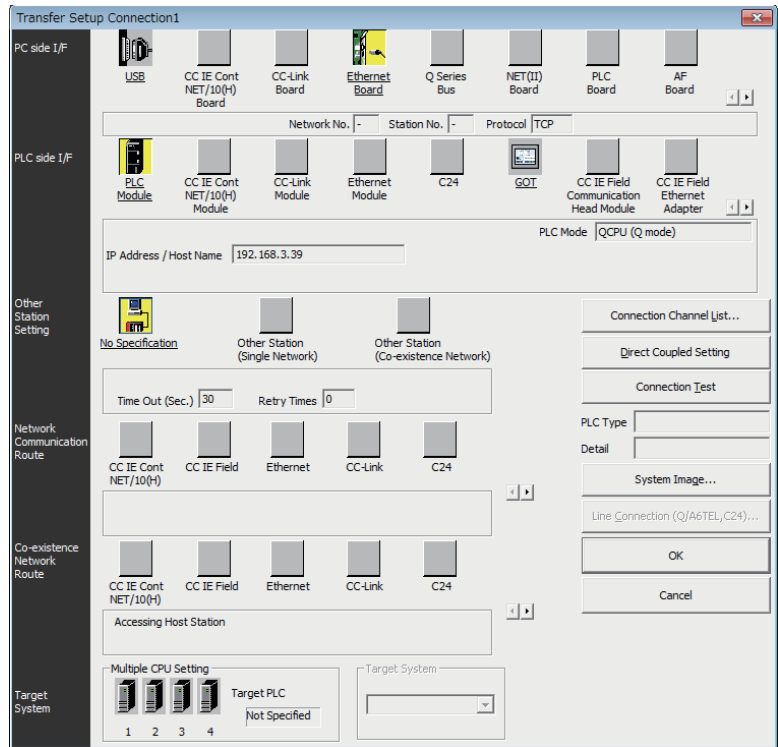 Transfer Setup Connection1
PC side I/F
USB
CC IE Cont
NET/10(H)
Board
CC-Link
Board
Ethernet
Board
Q Series
Bus
NET(II)
Board
PLC
Board
AF
Board
Network No. -
Station No. -
Protocol TCP
PLC side I/F
PLC
Module
CC IE Cont
NET/10(H)
Module
CC-Link
Module
Ethernet
Module
C24
GOT
CC IE Field
Communication
Head Module
CC IE Field
Ethernet
Adapter
PLC Mode QCPU (Q mode)
IP Address / Host Name 192.168.3.39
Other
Station
Setting
No Specification
Other Station
(Single Network)
Other Station
(Co-existence Network)
Time Out (Sec.) 30
Retry Times 0
Connection Channel List...
Direct Coupled Setting
Connection Test
PLC Type
Detail
System Image...
Line Connection (Q/A6TEL,C24)...
OK
Cancel
Network
Communication
Route
CC IE Cont
NET/10(H)
CC IE Field
Ethernet
CC-Link
C24
Co-existence
Network
Route
CC IE Cont
NET/10(H)
CC IE Field
Ethernet
CC-Link
C24
Accessing Host Station
Target
System
Multiple CPU Setting
1 2 3 4
Target PLC
Not Specified
Target System